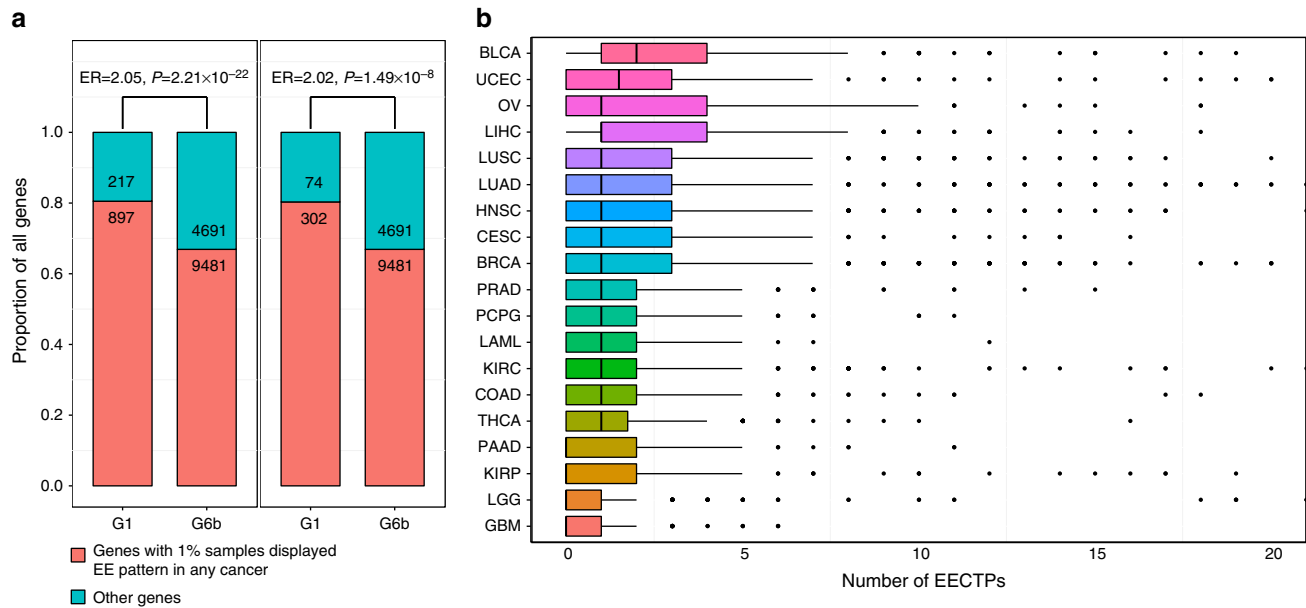 a
ER=2.05, P=2.21×10–22
ER=2.02, P=1.49×10–8
Proportion of all genes
1.0
0.8
0.6
0.4
0.2
0.0
217
897
4691
9481
74
302
4691
9481
G1
G6b
G1
G6b
Genes with 1% samples displayed
EE pattern in any cancer
Other genes
b
BLCA
UCEC
OV
LIHC
LUSC
LUAD
HNSC
CESC
BRCA
PRAD
PCPG
LAML
KIRC
COAD
THCA
PAAD
KIRP
LGG
GBM
0
5
10
15
20
Number of EECTPs